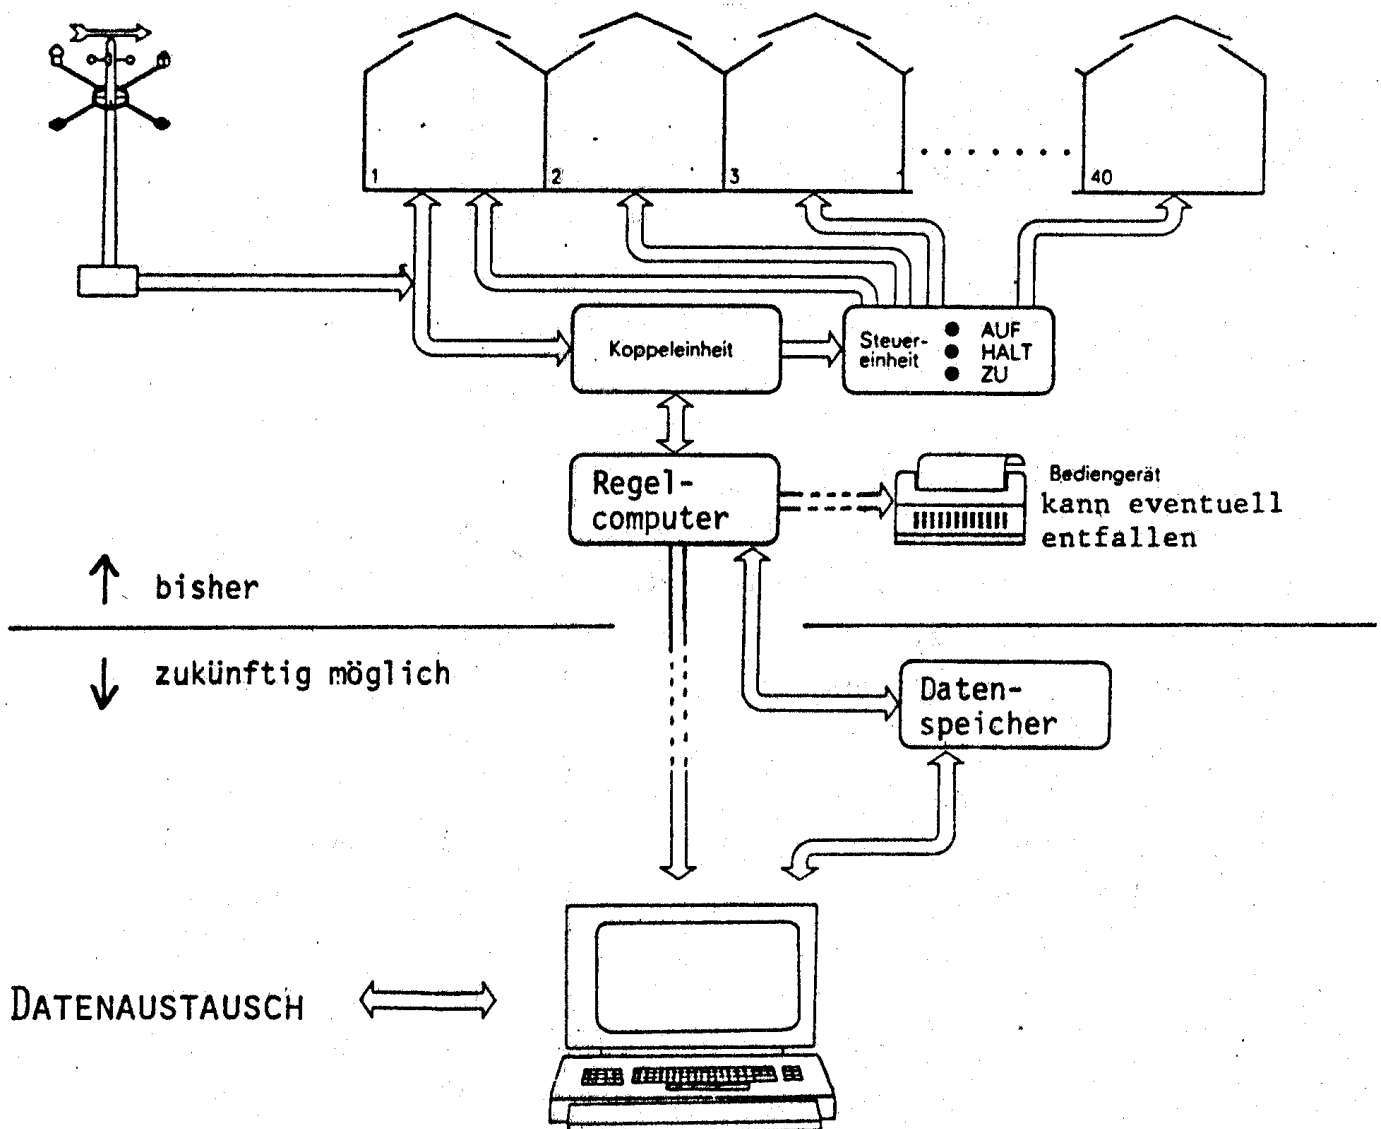 1
2
3
40
Koppeleinheit
Steuer-
einheit
AUF
HALT
ZU
Regel-
computer
Bediengerät
kann eventuell
entfallen
bisher
zukünftig möglich
Daten-
speicher
DATENAUSTAUSCH